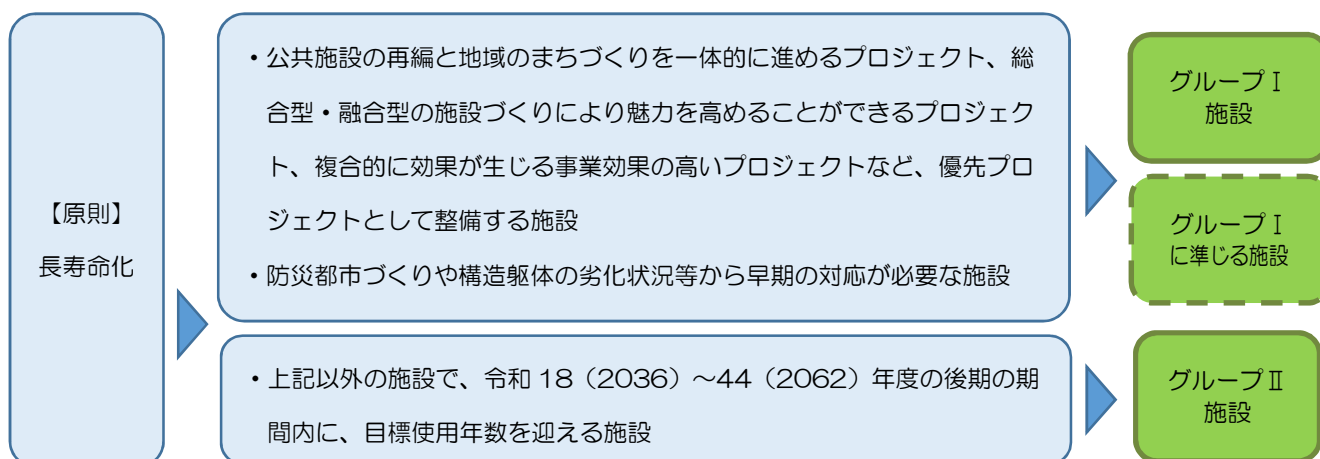 【原則】
長寿命化
・公共施設の再編と地域のまちづくりを一体的に進めるプロジェクト、総
合型・融合型の施設づくりにより魅力を高めることができるプロジェク
ト、複合的に効果が生じる事業効果の高いプロジェクトなど、優先プロ
ジェクトとして整備する施設
・防災都市づくりや構造躯体の劣化状況等から早期の対応が必要な施設
グループⅠ
施設
グループⅠ
に準じる施設
・上記以外の施設で、令和 18（2036）～44（2062）年度の後期の期
間内に、目標使用年数を迎える施設
グループⅡ
施設